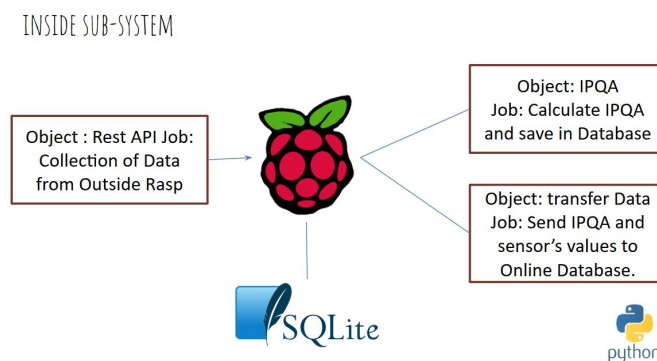 INSIDE SUB-SYSTEM
Object : Rest API Job:
Collection of Data
from Outside Rasp
Object: IPQA
Job: Calculate IPQA
and save in Database
Object: transfer Data
Job: Send IPQA and
sensor's values to
Online Database.
SQLite
python